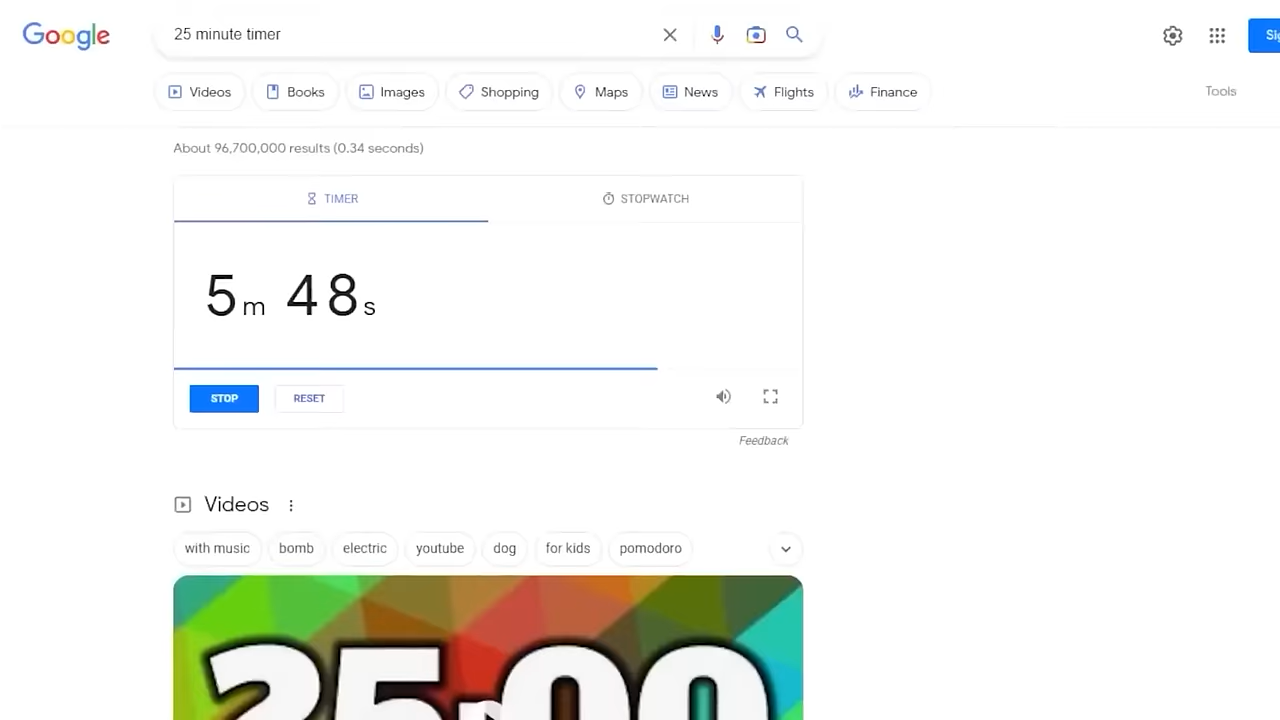 Google
25 minute timer
Videos Books Images Shopping Maps News Flights Finance
Tools
About 96,700,000 results (0.34 seconds)
TIMER STOPWATCH
5m 48s
STOP RESET
Feedback
Videos
with music bomb electric youtube dog for kids pomodoro
25:00